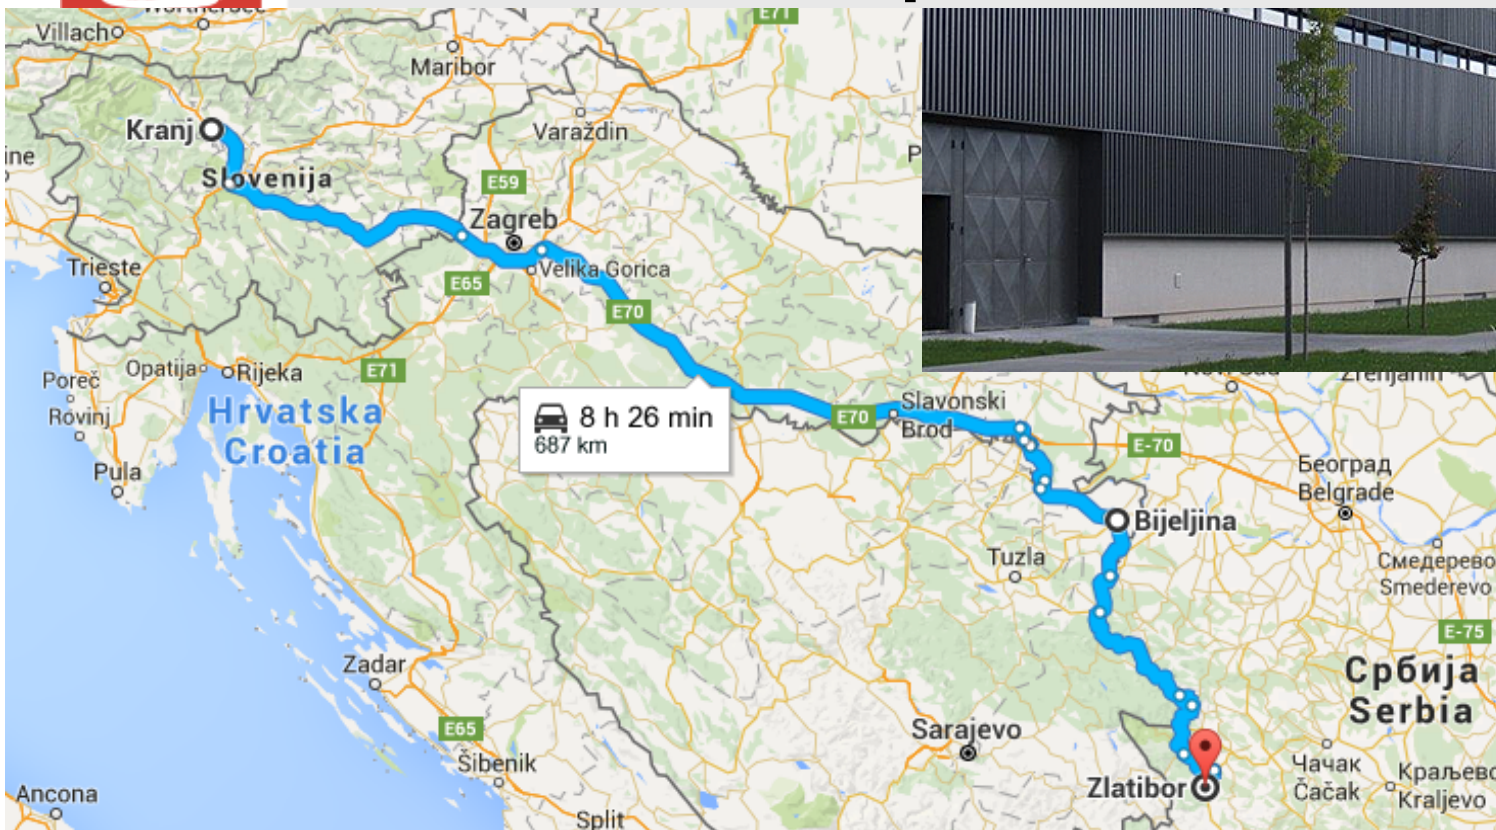 E71
Villach
Maribor
Varaždin
Kranj
Slovenija
E59
Zagreb
Trieste
Velika Gorica
E65
E70
Opatija
Rijeka
E71
Poreč
Rovinj
Hrvatska
Croatia
Pula
8 h 26 min
687 km
E70
Slavonski
Brod
E-70
Београд
Belgrade
Bijeljina
Tuzla
Смедерево
Smederevo
E-75
Zadar
Србија
Serbia
E65
Sarajevo
Šibenik
Zlatibor
Чачак
Čačak
Kraljevo
Ancona
Split